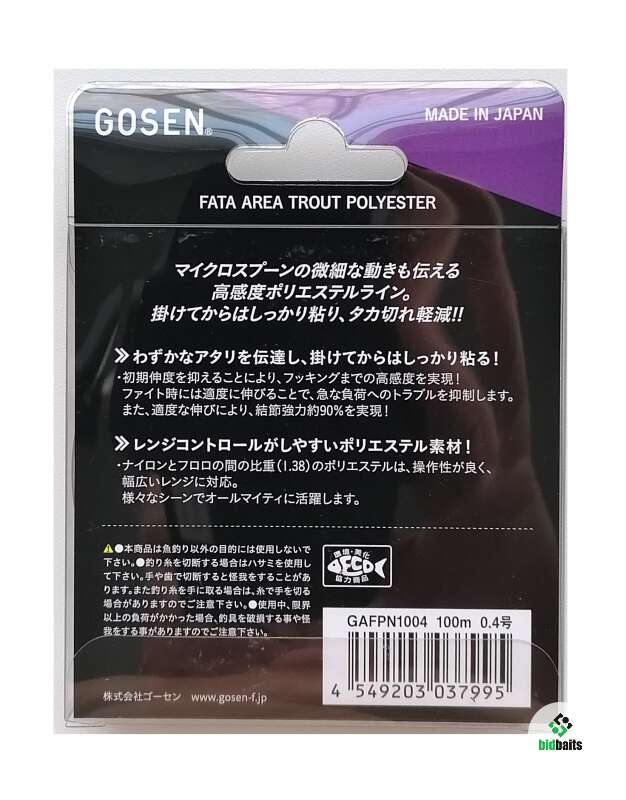 GOSEN®
MADE IN JAPAN
FATA AREA TROUT POLYESTER
マイクロスプーンの微細な動きも伝える
高感度ポリエステルライン。
掛けてからはしっかり粘り、タカ切れ軽減!!
≫わずかなアタリを伝達し、掛けてからはしっかり粘る!
・初期伸度を抑えることにより、フッキングまでの高感度を実現!
ファイト時には適度に伸びることで、急な負荷へのトラブルを抑制します。
また、適度な伸びにより、結節強力約90%を実現!
≫レンジコントロールがしやすいポリエステル素材!
・ナイロンとフロロの間の比重(1.38)のポリエステルは、操作性が良く、
幅広いレンジに対応。
様々なシーンでオールマイティに活躍します。
⚠●本商品は魚釣り以外の目的には使用しないで
下さい。●釣り糸を切断する場合はハサミを使用し
て下さい。手や歯で切断すると怪我をすることがあ
ります。また釣り糸を手に取る場合は、糸で手を切る
場合がありますのでご注意下さい。●使用中、限界
以上の負荷がかかった場合、釣具を破損する事や怪
我をする事がありますのでご注意下さい。
環境・美化
ECO
協力商品
GAFPN1004 100m 0.4号
4 549203 037995
株式会社ゴーセン www.gosen-f.jp
bidbaits